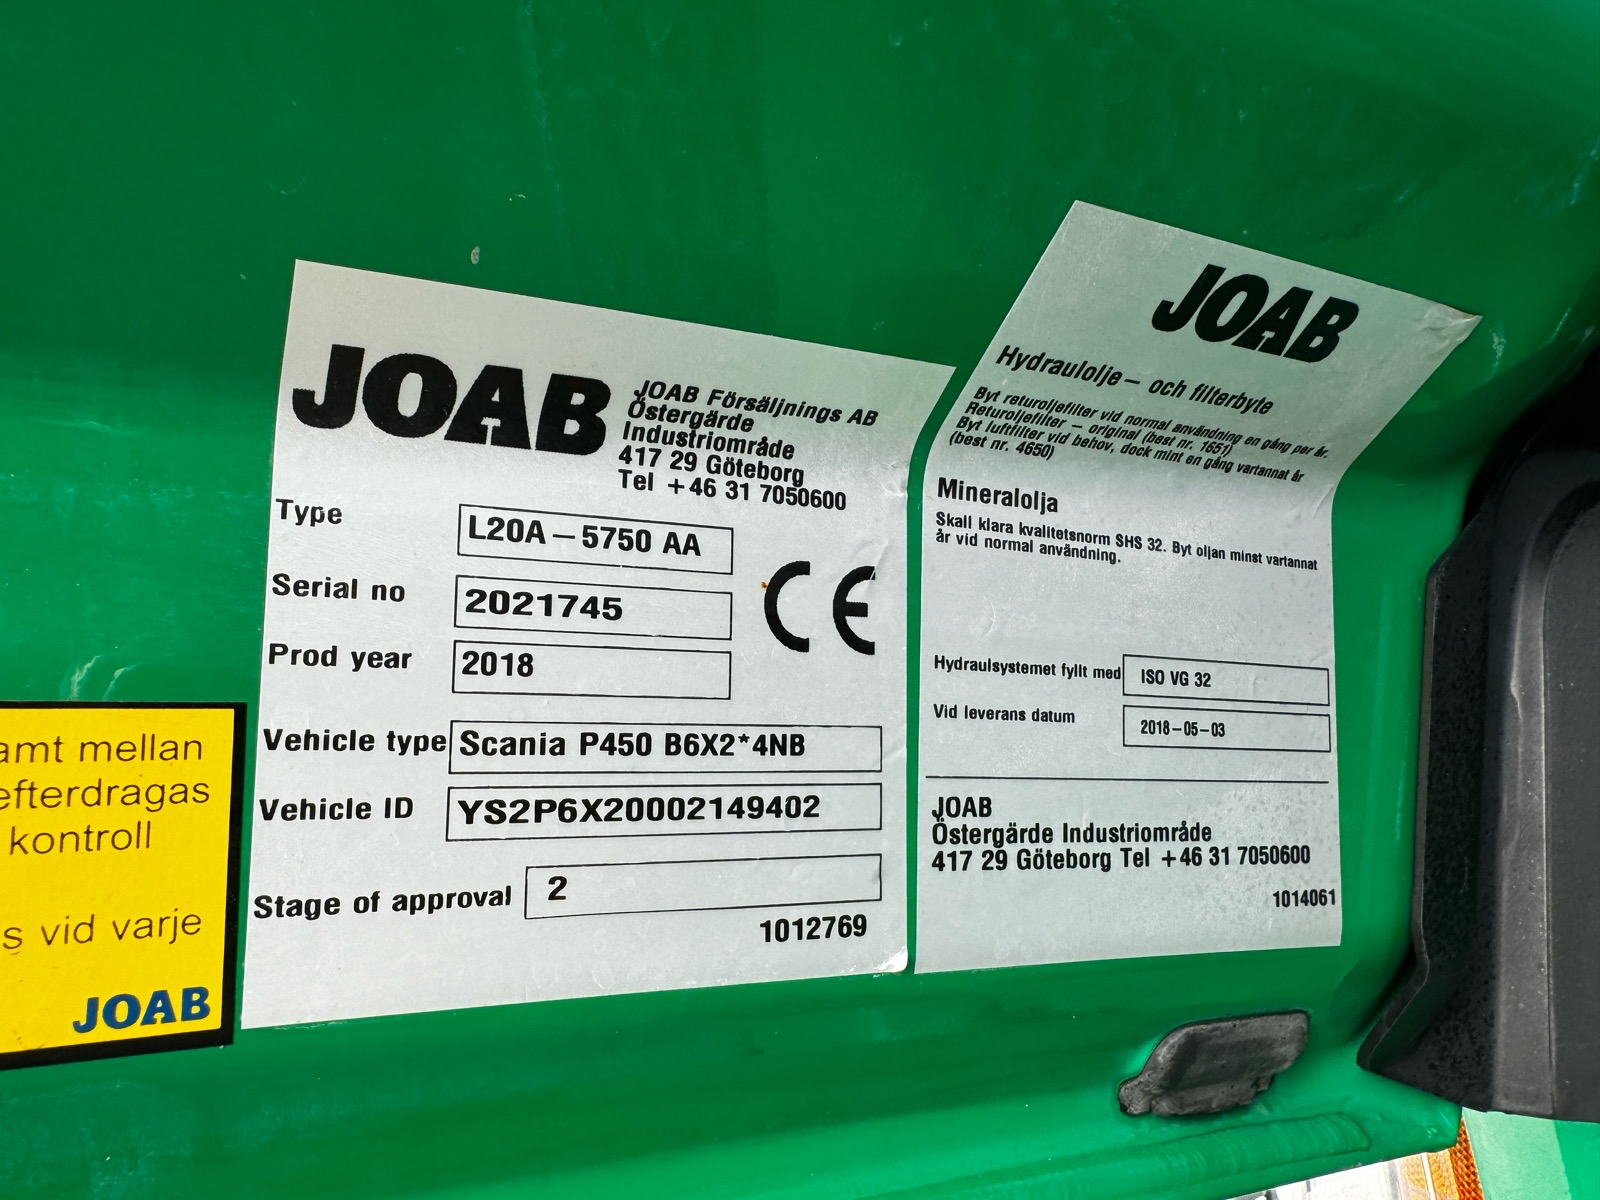 JOAB
JOAB Försäljnings AB
Östergärde
Industriområde
417 29 Göteborg
Tel +46 31 7050600
Type L20A-5750 AA
Serial no 2021745
CE
Prod year 2018
Vehicle type Scania P450 B6X2*4NB
Vehicle ID YS2P6X20002149402
Stage of approval 2
1012769
JOAB
Hydraulolje- och filterbyte
Byt returoljefilter vid normal användning en gång per år.
Returoljefilter - original (best nr. 1651)
Byt luftfilter vid behov, dock mint en gång vartannat år
(best nr. 4650)
Mineralolja
Skall klara kvalitetsnorm SHS 32. Byt oljan minst vartannat
år vid normal användning.
Hydraulsystemet fyllt med ISO VG 32
Vid leverans datum 2018-05-03
JOAB
Östergärde Industriområde
417 29 Göteborg Tel +46 31 7050600
1014061
amt mellan
efterdragas
kontroll
s vid varje
JOAB